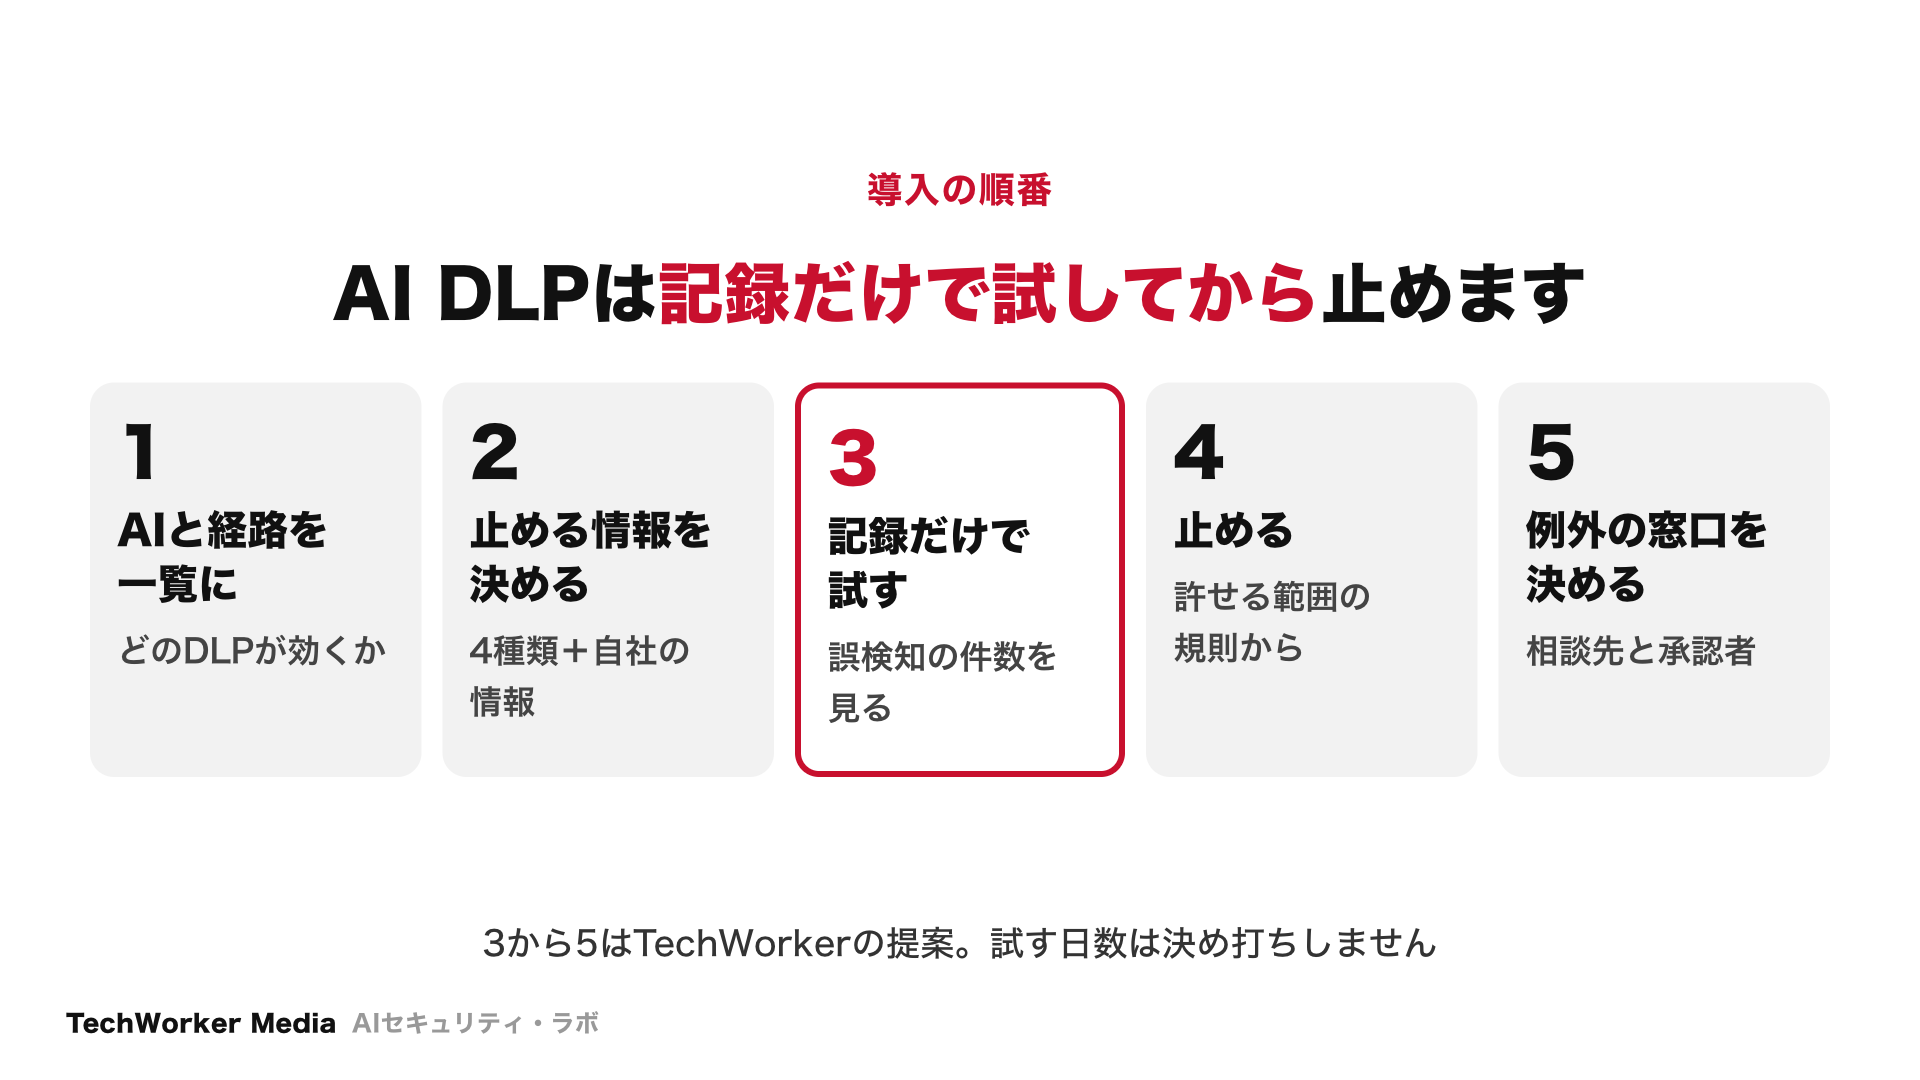 導入の順番
AI DLPは記録だけで試してから止めます
1
AIと経路を
一覧に
どのDLPが効くか
2
止める情報を
決める
4種類＋自社の
情報
3
記録だけで
試す
誤検知の件数を
見る
4
止める
許せる範囲の
規則から
5
例外の窓口を
決める
相談先と承認者
3から5はTechWorkerの提案。試す日数は決め打ちしません
TechWorker Media AIセキュリティ・ラボ